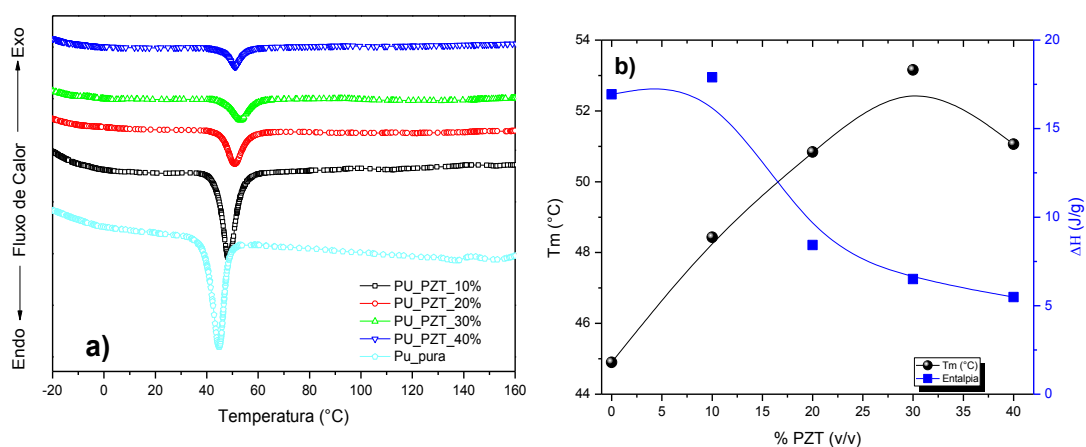 a)
Endo ← Fluxo de Calor → Exo
PU_PZT_10%
PU_PZT_20%
PU_PZT_30%
PU_PZT_40%
Pu_pura
-20 0 20 40 60 80 100 120 140 160
Temperatura (°C)
b)
54
52
50
48
46
44
Tm (°C)
20
15
10
5
0
ΔH (J/g)
Tm (°C)
Entalpia
0 5 10 15 20 25 30 35 40
% PZT (v/v)